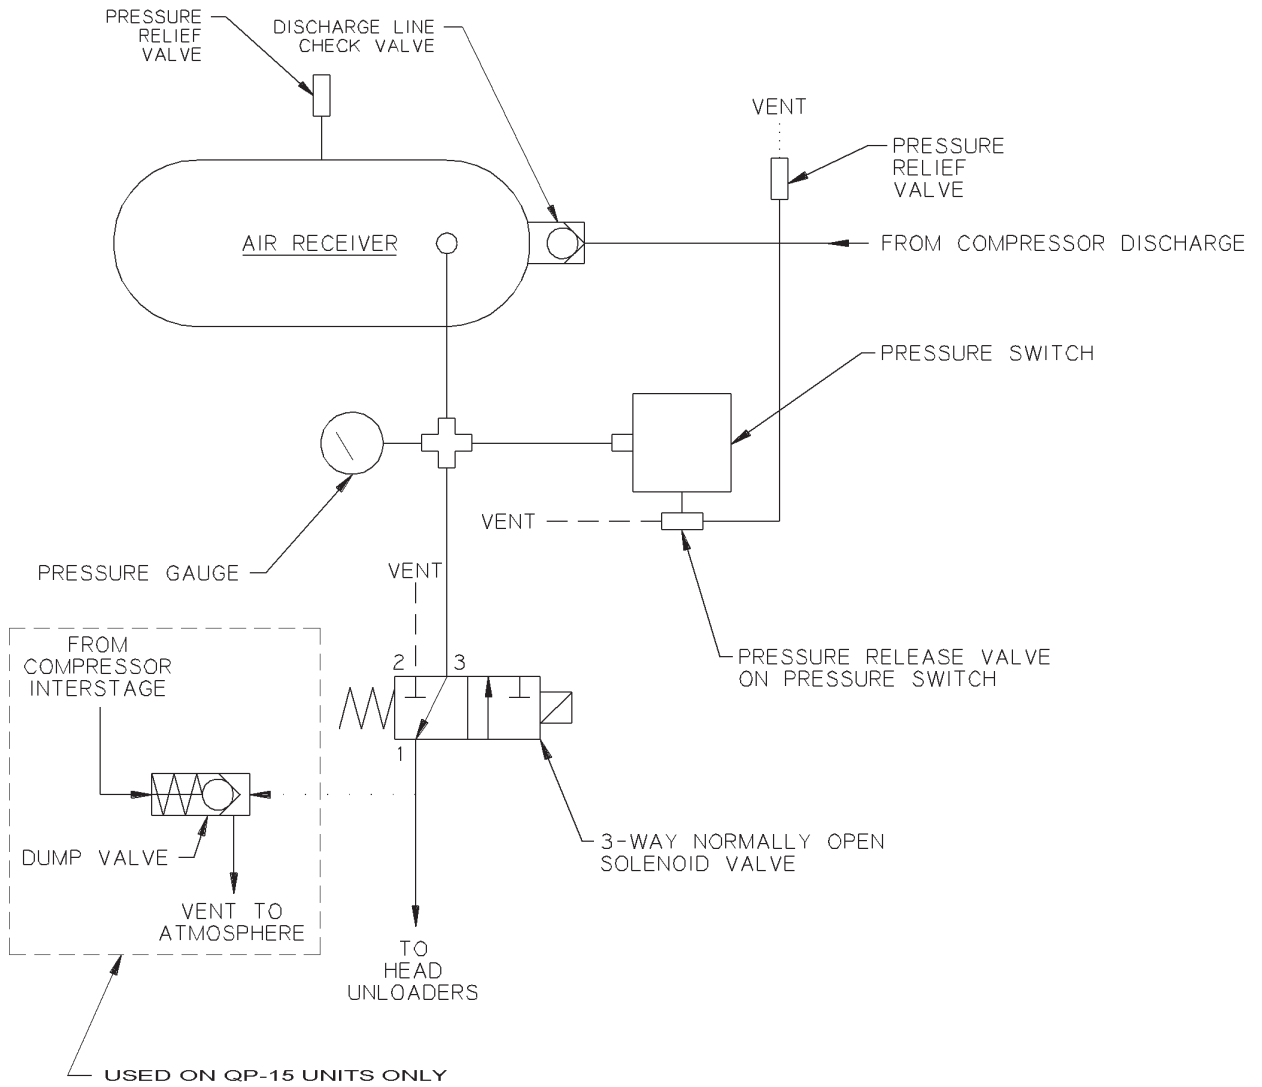 PRESSURE
RELIEF
VALVE
DISCHARGE LINE
CHECK VALVE
VENT
PRESSURE
RELIEF
VALVE
AIR RECEIVER
FROM COMPRESSOR DISCHARGE
PRESSURE SWITCH
VENT
PRESSURE GAUGE
VENT
FROM
COMPRESSOR
INTERSTAGE
2
3
PRESSURE RELEASE VALVE
ON PRESSURE SWITCH
1
DUMP VALVE
3-WAY NORMALLY OPEN
SOLENOID VALVE
VENT TO
ATMOSPHERE
TO
HEAD
UNLOADERS
USED ON QP-15 UNITS ONLY